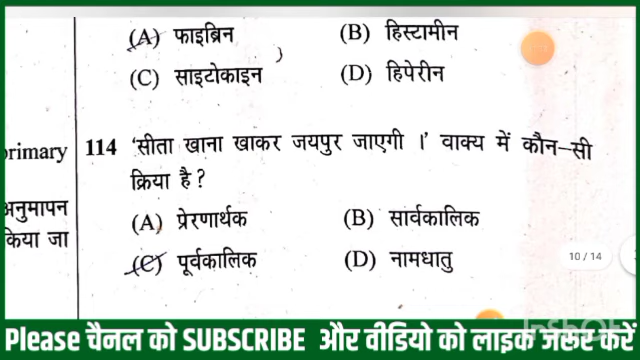 (A) फाइब्रिन (B) हिस्टामीन
(C) साइटोकाइन (D) हिपेरीन
114 'सीता खाना खाकर जयपुर जाएगी ।' वाक्य में कौन-सी
क्रिया है ?
(A) प्रेरणार्थक (B) सार्वकालिक
(C) पूर्वकालिक (D) नामधातु
rimary
अनुमापन
किया जा
10 / 14
Please चैनल को SUBSCRIBE और वीडियो को लाइक जरूर करें